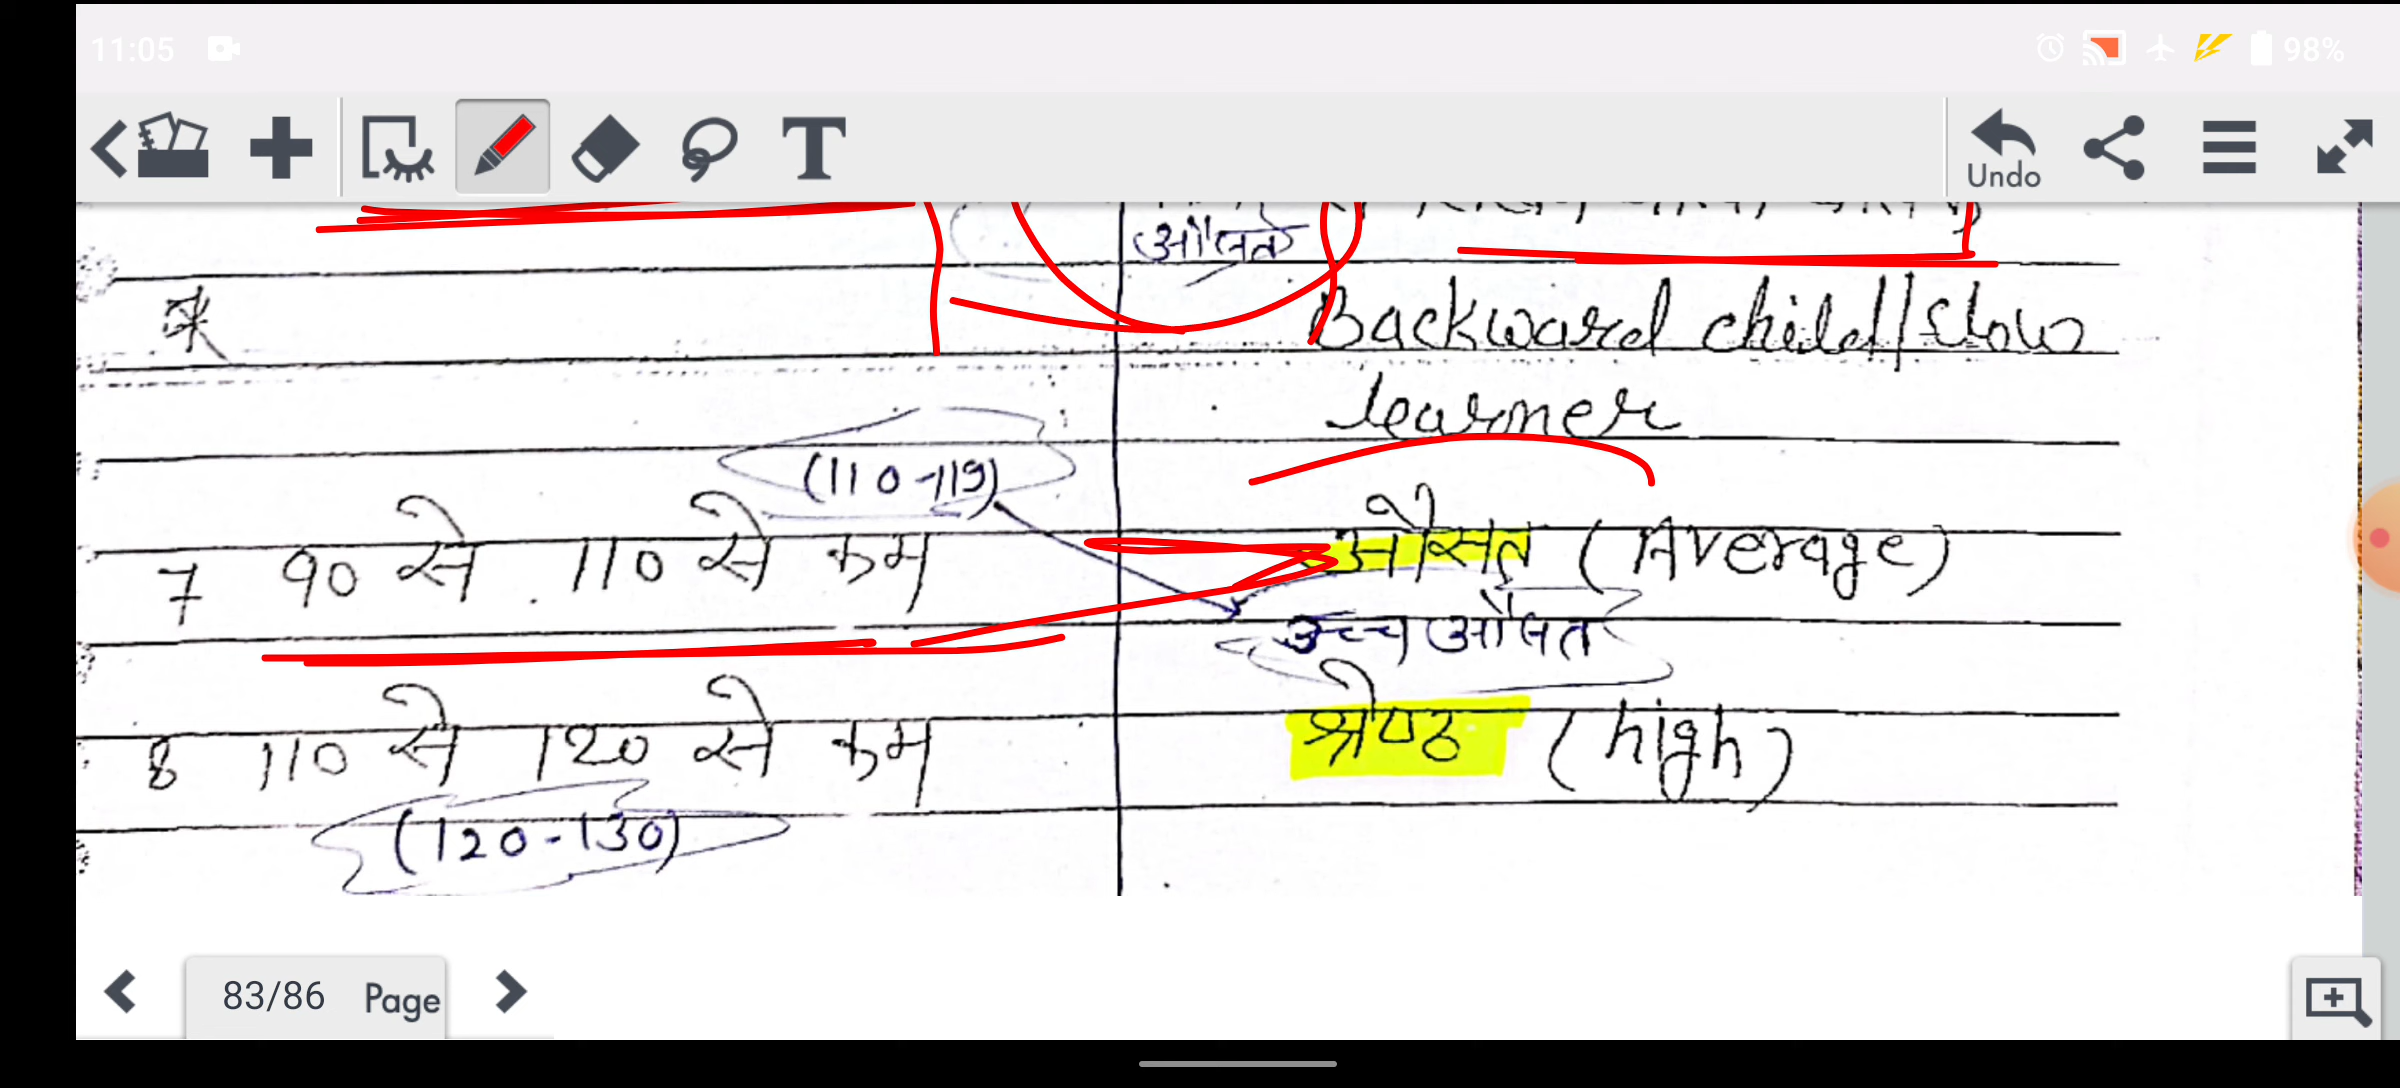 11:05 98%
T Undo
औसत
Backward child/slow
learner
(110-119)
7 90 से 110 से कम औसत (Average)
उच्च औसत
8 110 से 120 से कम श्रेष्ठ (high)
(120-130)
83/86 Page